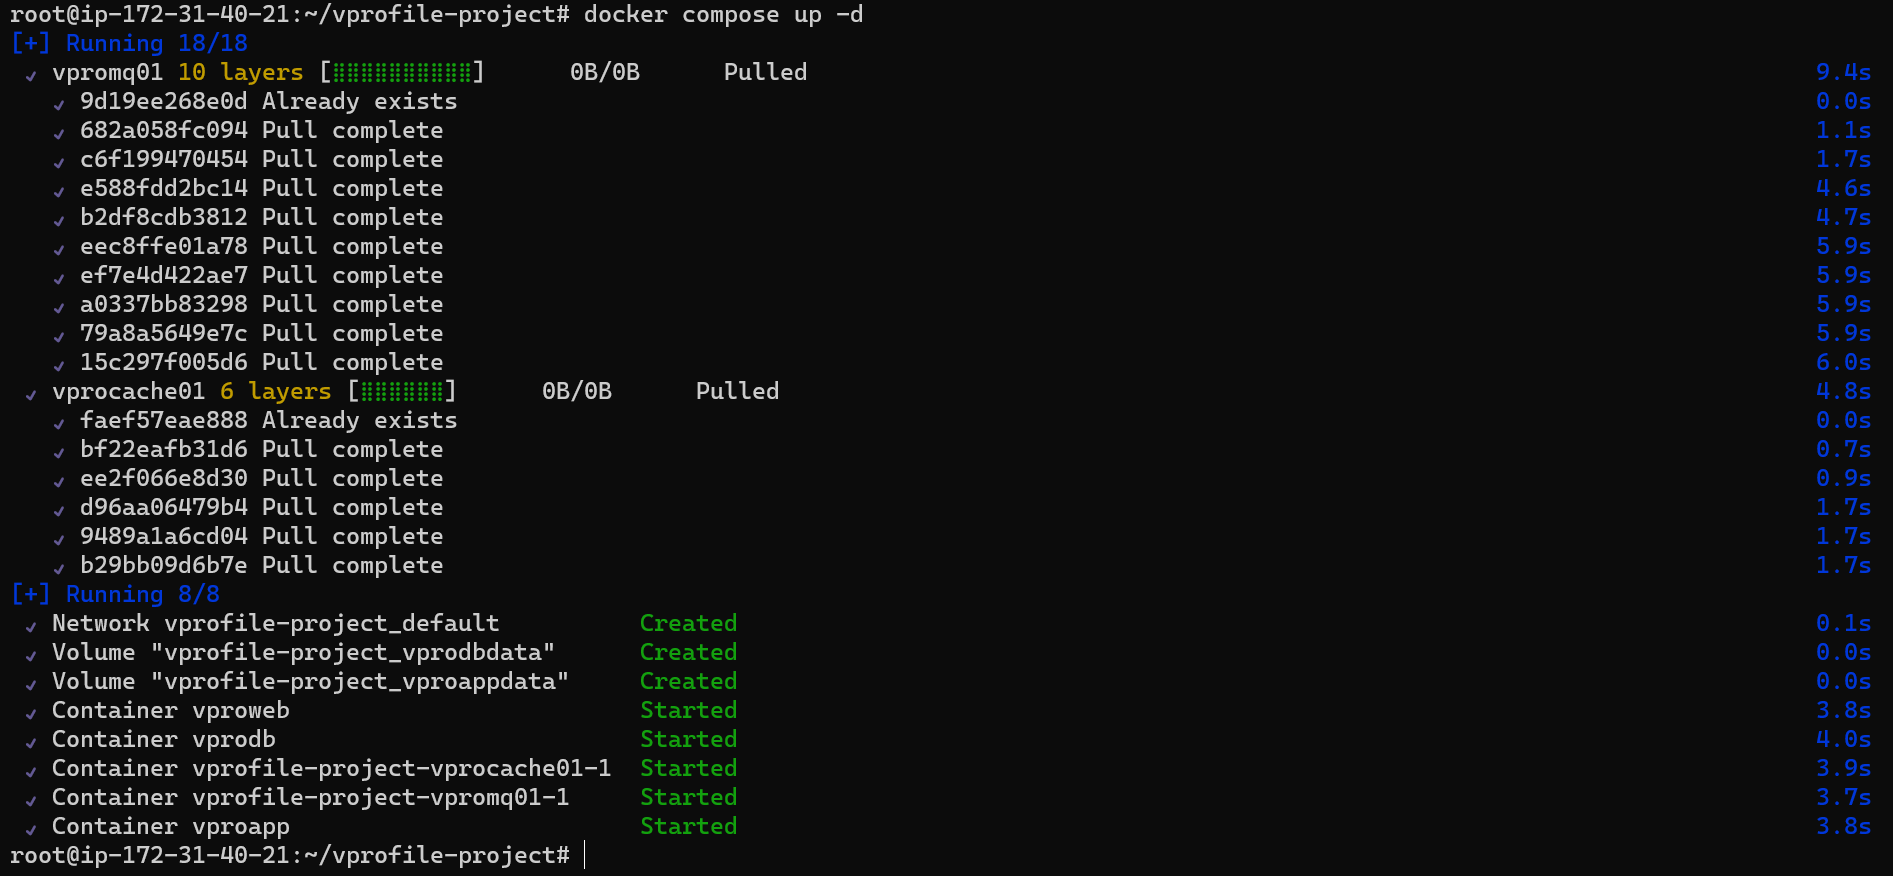 root@ip-172-31-40-21:~/vprofile-project# docker compose up -d
[+] Running 18/18
✓ vpromq01 10 layers [⣿⣿⣿⣿⣿⣿⣿⣿⣿⣿] 0B/0B Pulled 9.4s
✓ 9d19ee268e0d Already exists 0.0s
✓ 682a058fc094 Pull complete 1.1s
✓ c6f199470454 Pull complete 1.7s
✓ e588fdd2bc14 Pull complete 4.6s
✓ b2df8cdb3812 Pull complete 4.7s
✓ eec8ffe01a78 Pull complete 5.9s
✓ ef7e4d422ae7 Pull complete 5.9s
✓ a0337bb83298 Pull complete 5.9s
✓ 79a8a5649e7c Pull complete 5.9s
✓ 15c297f005d6 Pull complete 6.0s
✓ vprocache01 6 layers [⣿⣿⣿⣿⣿⣿] 0B/0B Pulled 4.8s
✓ faef57eae888 Already exists 0.0s
✓ bf22eafb31d6 Pull complete 0.7s
✓ ee2f066e8d30 Pull complete 0.9s
✓ d96aa06479b4 Pull complete 1.7s
✓ 9489a1a6cd04 Pull complete 1.7s
✓ b29bb09d6b7e Pull complete 1.7s
[+] Running 8/8
✓ Network vprofile-project_default Created 0.1s
✓ Volume "vprofile-project_vprodbdata" Created 0.0s
✓ Volume "vprofile-project_vproappdata" Created 0.0s
✓ Container vproweb Started 3.8s
✓ Container vprodb Started 4.0s
✓ Container vprofile-project-vprocache01-1 Started 3.9s
✓ Container vprofile-project-vpromq01-1 Started 3.7s
✓ Container vproapp Started 3.8s
root@ip-172-31-40-21:~/vprofile-project#